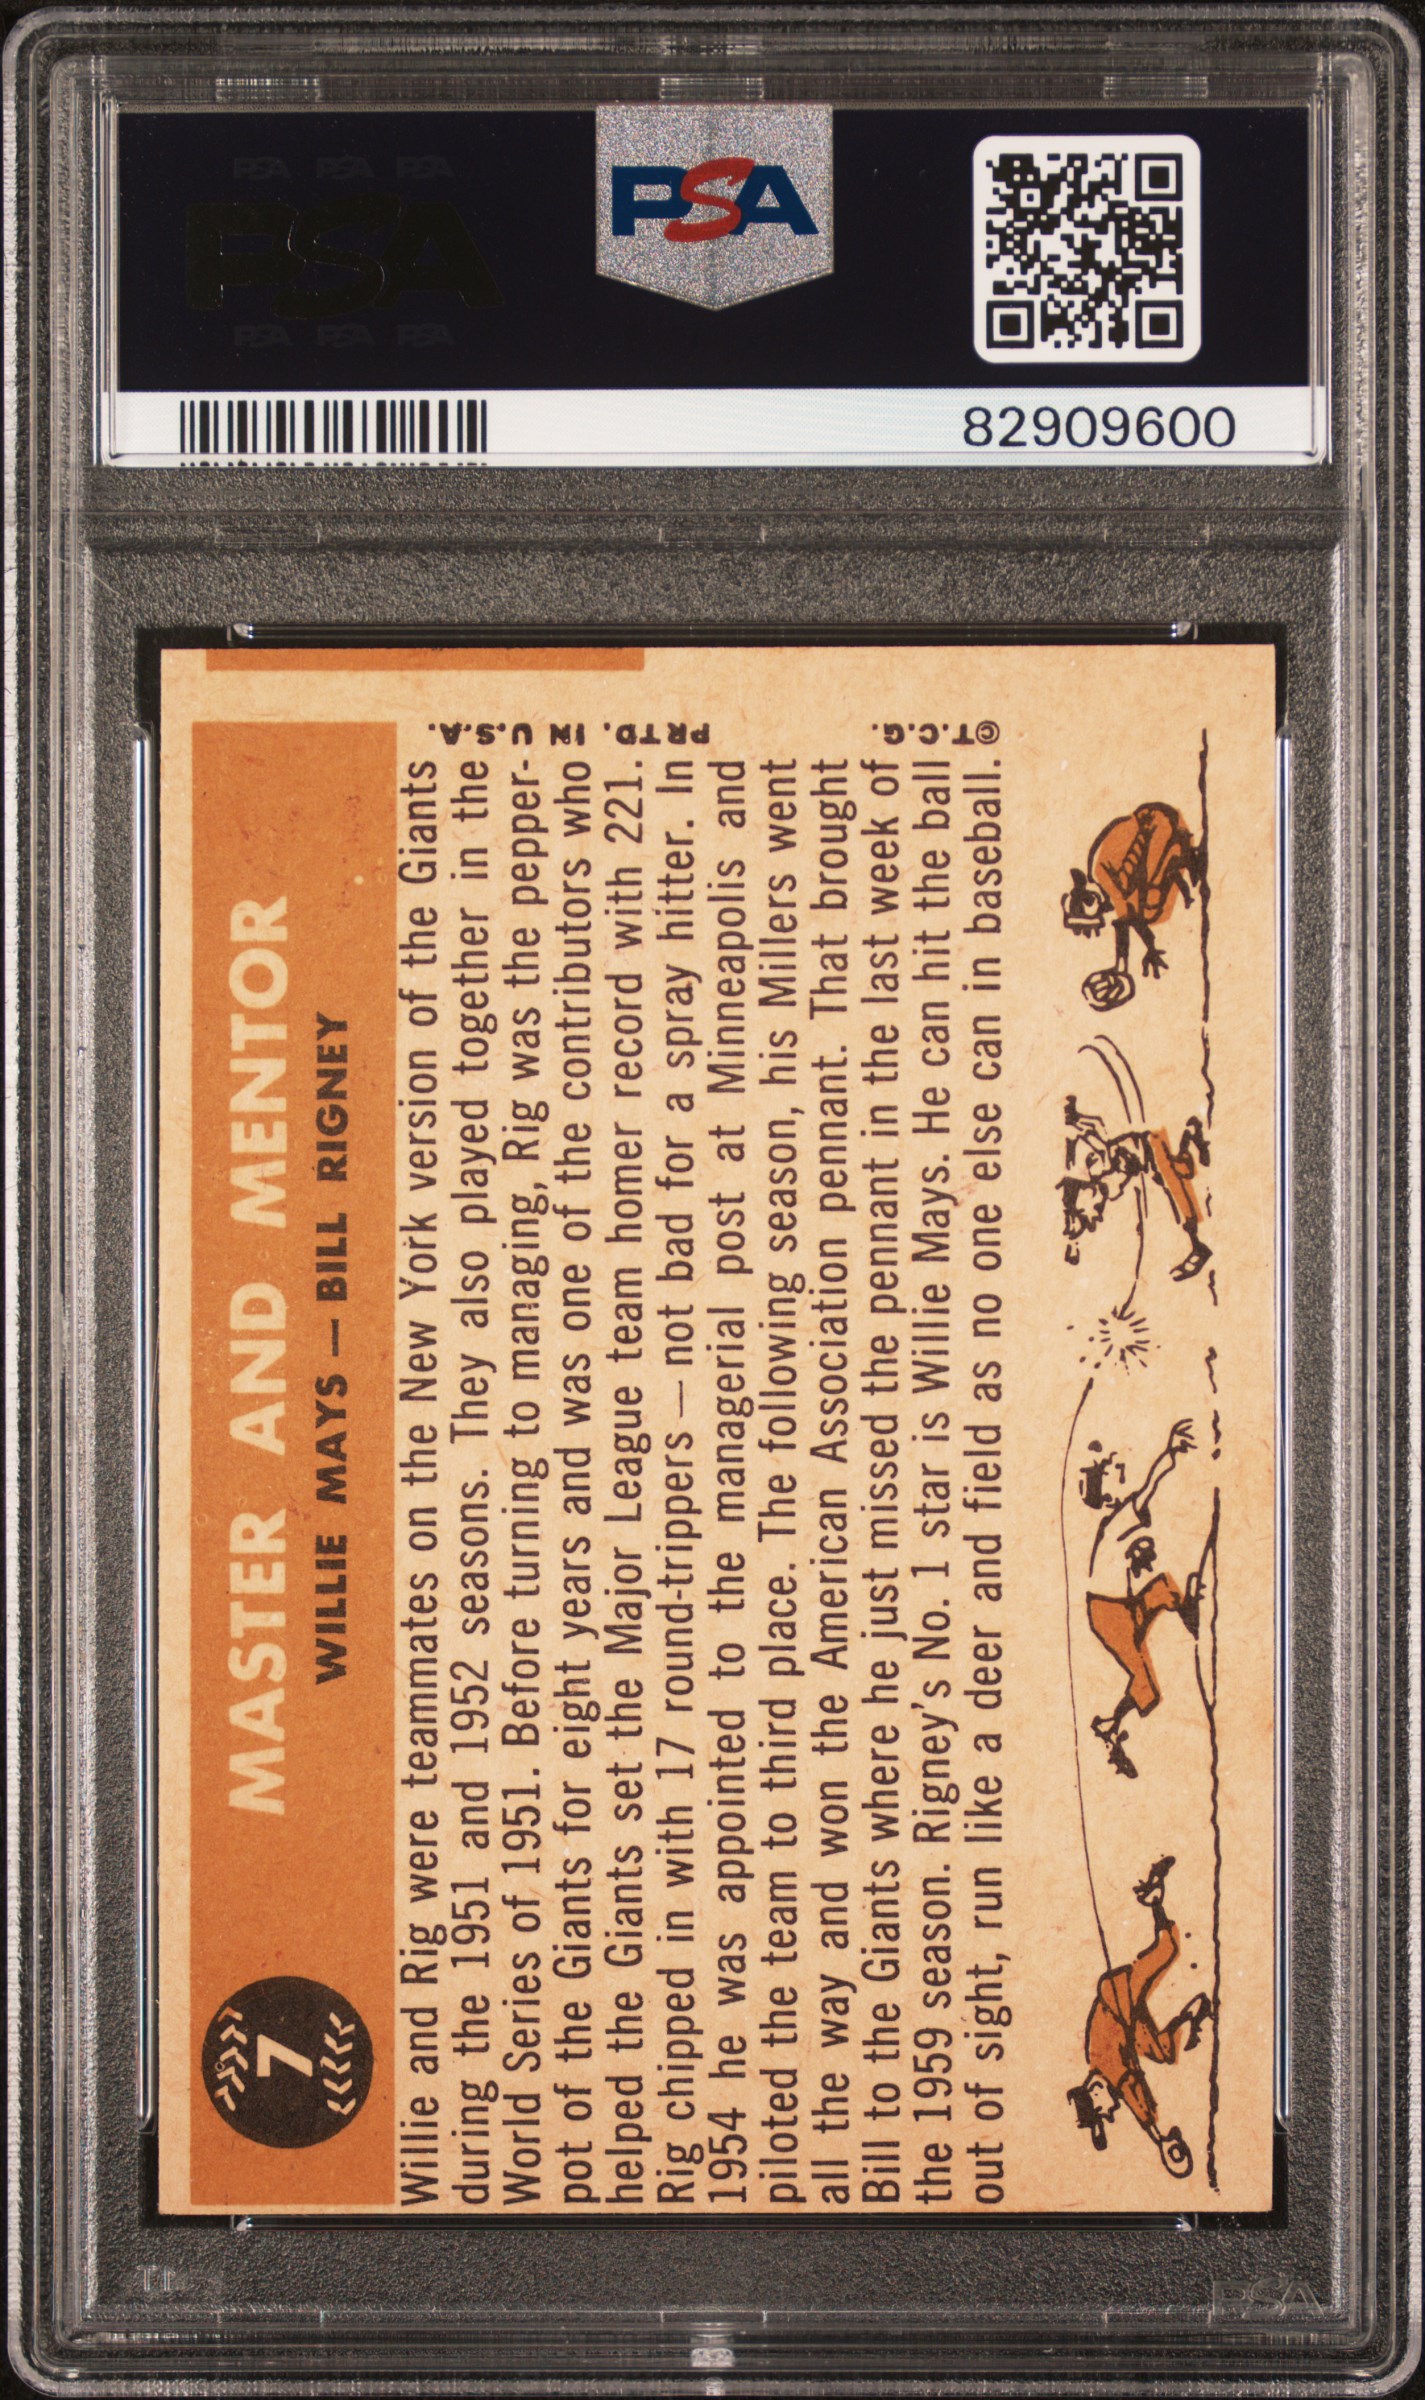 PSA PSA PSA
PSA
PSA PSA PSA
PSA
82909600
7
MASTER AND MENTOR
WILLIE MAYS — BILL RIGNEY
Willie and Rig were teammates on the New York version of the Giants
during the 1951 and 1952 seasons. They also played together in the
World Series of 1951. Before turning to managing, Rig was the pepper-
pot of the Giants for eight years and was one of the contributors who
helped the Giants set the Major League team homer record with 221.
Rig chipped in with 17 round-trippers — not bad for a spray hitter. In
1954 he was appointed to the managerial post at Minneapolis and
piloted the team to third place. The following season, his Millers went
all the way and won the American Association pennant. That brought
Bill to the Giants where he just missed the pennant in the last week of
the 1959 season. Rigney's No. 1 star is Willie Mays. He can hit the ball
out of sight, run like a deer and field as no one else can in baseball.
©T.C.G.
PRTD. IN U.S.A.
PSA